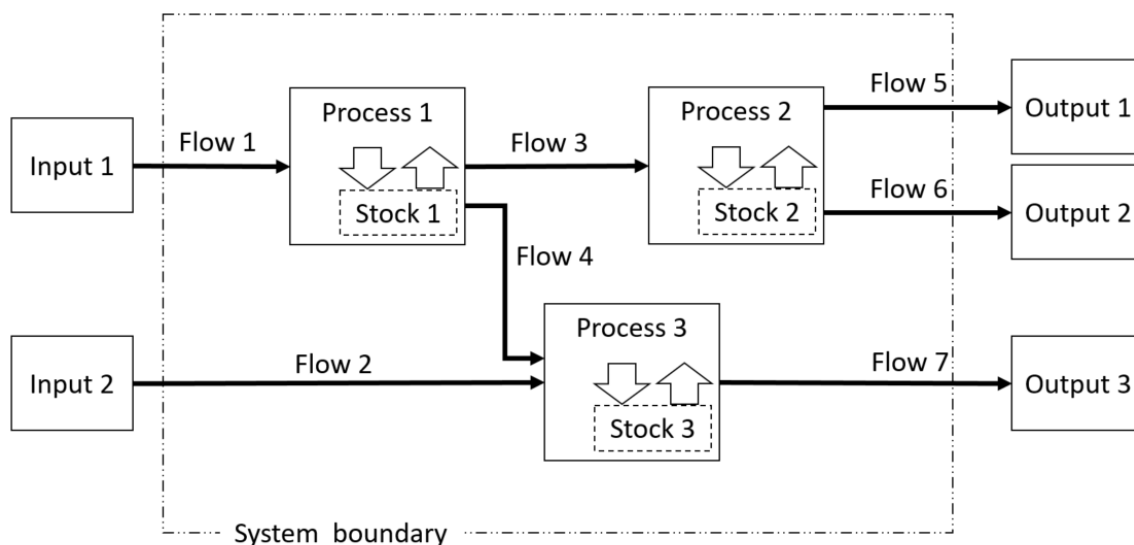 Flow 5
Process 1
Process 2
Output 1
Flow 1
Flow 3
Input 1
Flow 6
Stock 1
Stock 2
Output 2
Flow 4
Process 3
Flow 2
Flow 7
Input 2
Output 3
Stock 3
System boundary